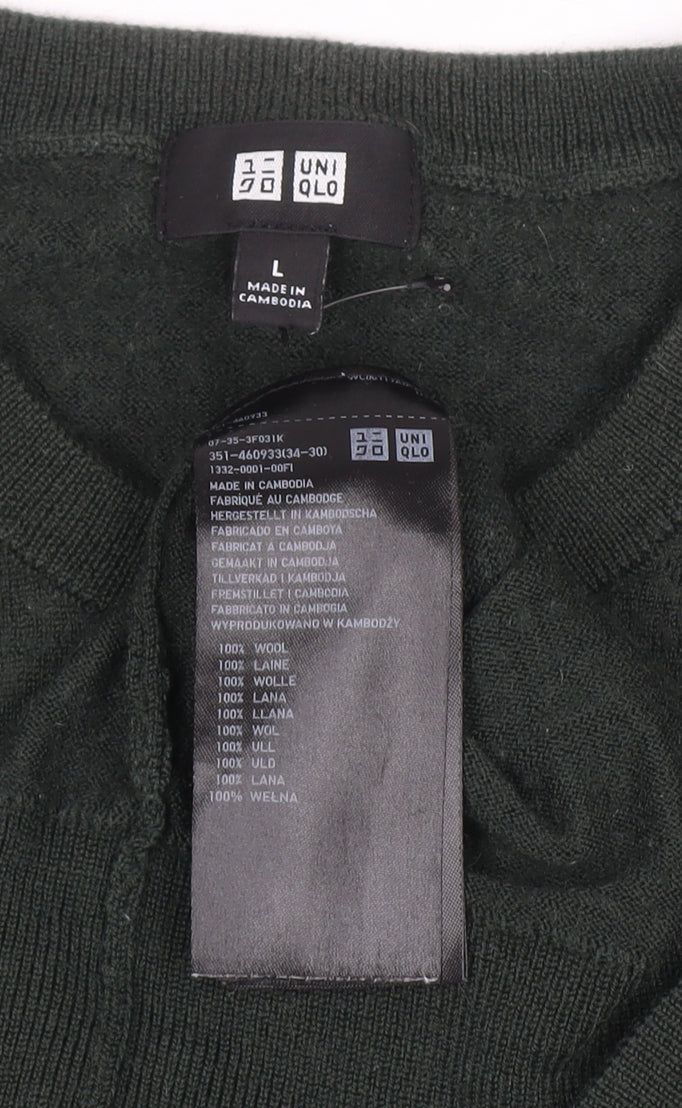 ユニ UNI
クロ QLO
L
MADE IN
CAMBODIA
460933
07-35-3F031K
351-460933(34-30)
1332-0001-00FI
ユニ UNI
クロ QLO
MADE IN CAMBODIA
FABRIQUÉ AU CAMBODGE
HERGESTELLT IN KAMBODSCHA
FABRICADO EN CAMBOYA
FABRICAT A CAMBODJA
GEMAAKT IN CAMBODJA
TILLVERKAD I KAMBODJA
FREMSTILLET I CAMBODIA
FABBRICATO IN CAMBOGIA
WYPRODUKOWANO W KAMBODŻY
100% WOOL
100% LAINE
100% WOLLE
100% LANA
100% LLANA
100% WOL
100% ULL
100% ULD
100% LANA
100% WEŁNA